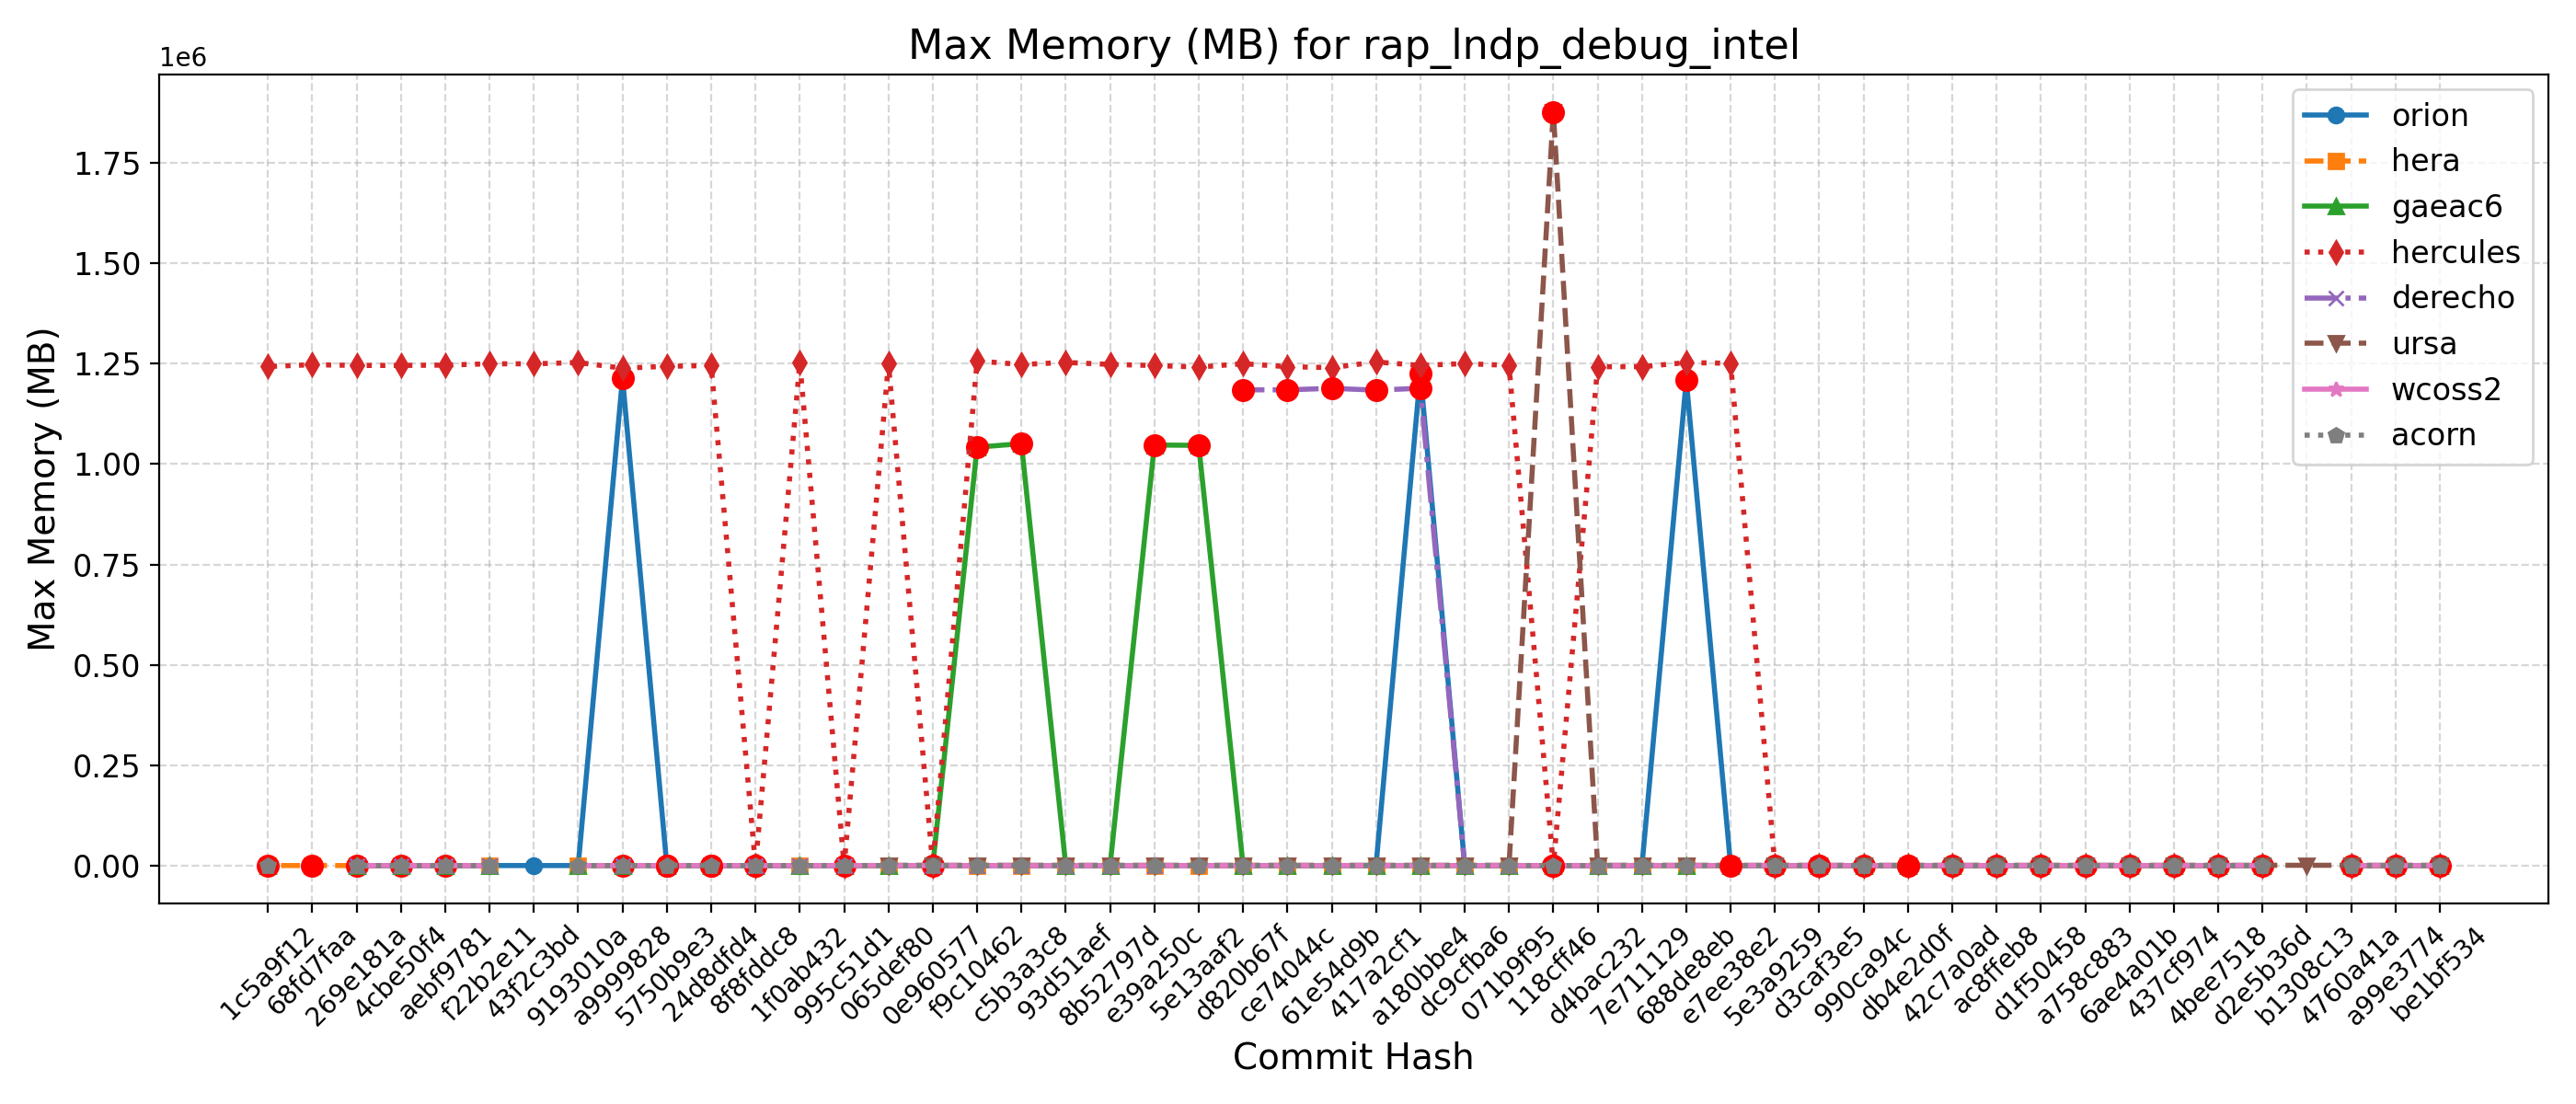 Max Memory (MB) for rap_lndp_debug_intel
1e6
1.75
1.50
1.25
1.00
0.75
0.50
0.25
0.00
Max Memory (MB)
orion
hera
gaeac6
hercules
derecho
ursa
wcoss2
acorn
1c5a9f12
68fd7faa
269e181a
4cbe50f4
aebf9781
f22b2e11
43f2c3bd
9193010a
a9999828
5750b9e3
24d8dfd4
8f8fddc8
1f0ab432
995c51d1
065def80
0e960577
f9c10462
c5b3a3c8
93d51aef
8b52797d
e39a250c
5e13aaf2
d820b67f
ce74044c
61e54d9b
417a2cf1
a180bbe4
dc9cfba6
071b9f95
118cff46
d4bac232
7e711129
688de8eb
e7ee38e2
5e3a9259
d3caf3e5
990ca94c
db4e2d0f
42c7a0ad
ac8ffeb8
d1f50458
a758c883
6ae4a01b
437cf974
4bee7518
d2e5b36d
b1308c13
4760a41a
a99e3774
be1bf534
Commit Hash